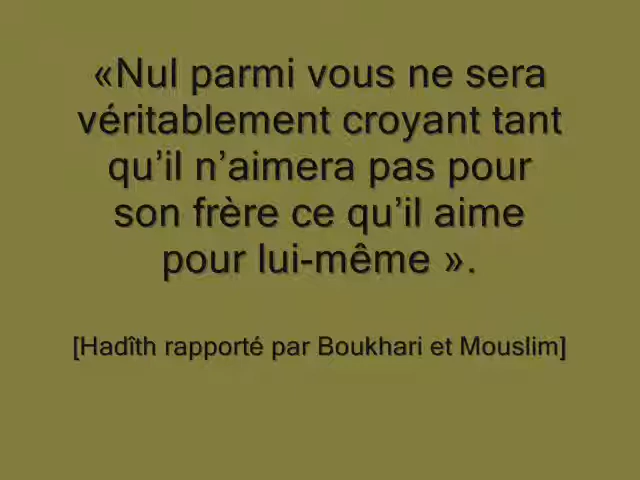 «Nul parmi vous ne sera
véritablement croyant tant
qu’il n’aimera pas pour
son frère ce qu’il aime
pour lui-même ».
[Hadîth rapporté par Boukhari et Mouslim]